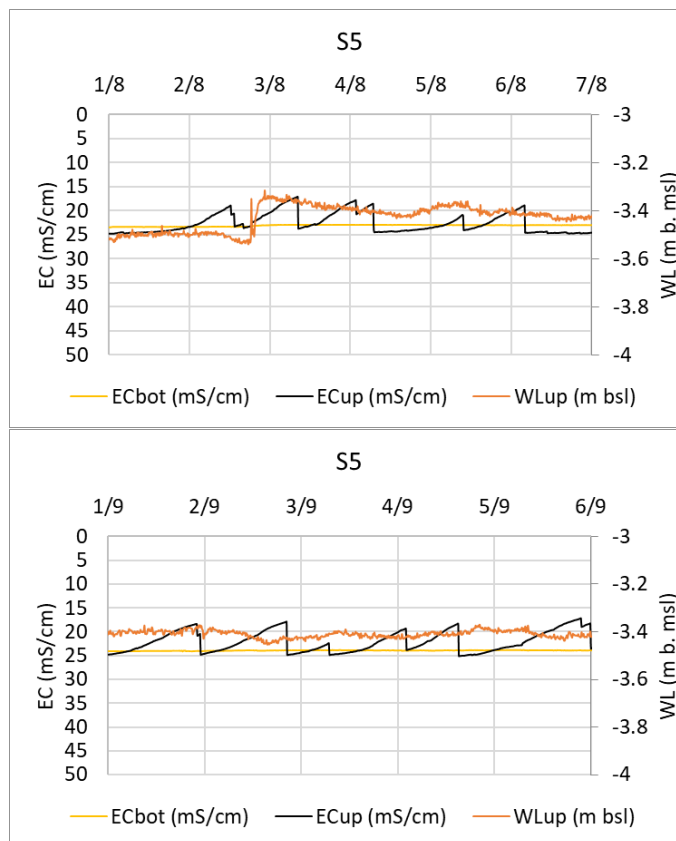 S5
1/8 2/8 3/8 4/8 5/8 6/8 7/8
0 -3
5
10 -3.2
15
20 -3.4
25
30 -3.6
35
40 -3.8
45
50 -4
EC (mS/cm)
WL (m b. msl)
ECbot (mS/cm) ECup (mS/cm) WLup (m bsl)
S5
1/9 2/9 3/9 4/9 5/9 6/9
0 -3
5
10 -3.2
15
20 -3.4
25
30 -3.6
35
40 -3.8
45
50 -4
EC (mS/cm)
WL (m b. msl)
ECbot (mS/cm) ECup (mS/cm) WLup (m bsl)